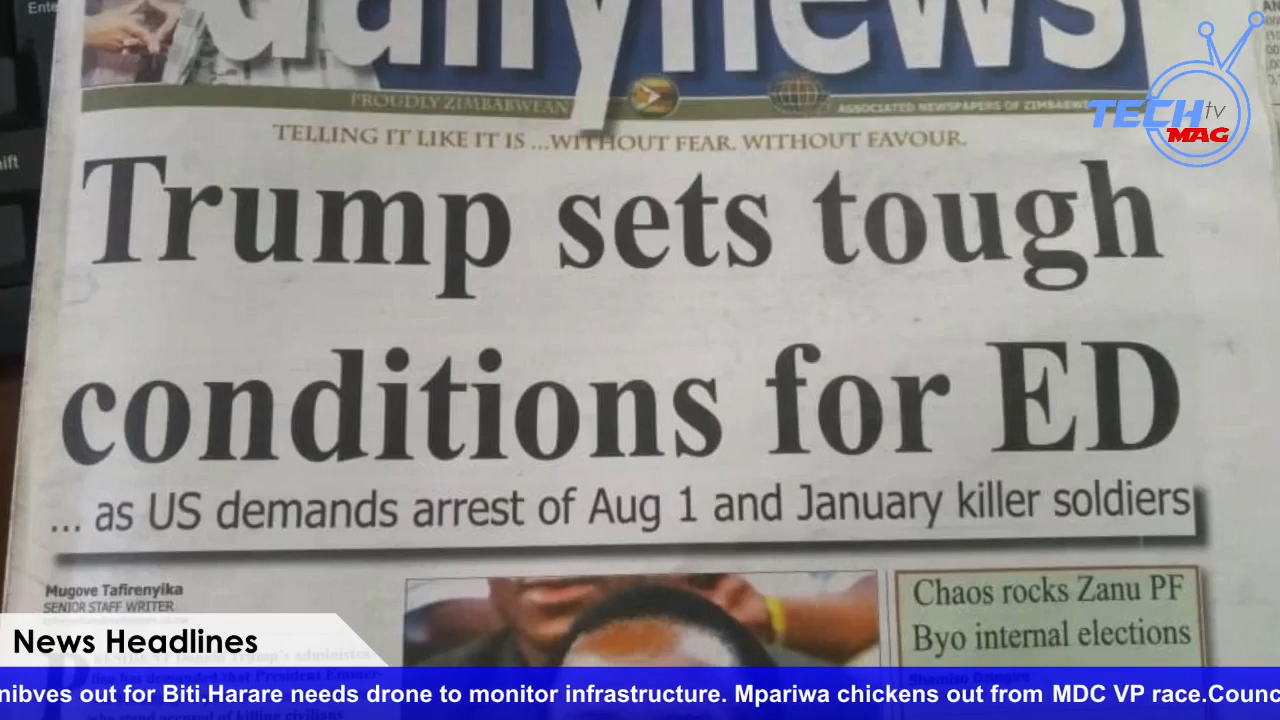 Ente
dailynews
PROUDLY ZIMBABWEAN
ASSOCIATED NEWSPAPERS OF
TECH tv
MAG
TELLING IT LIKE IT IS ...WITHOUT FEAR. WITHOUT FAVOUR.
hift
Trump sets tough
conditions for ED
... as US demands arrest of Aug 1 and January killer soldiers
Mugove Tafirenyika
SENIOR STAFF WRITER
Chaos rocks Zanu PF
Byo internal elections
News Headlines
nibves out for Biti.Harare needs drone to monitor infrastructure. Mpariwa chickens out from MDC VP race.Counc